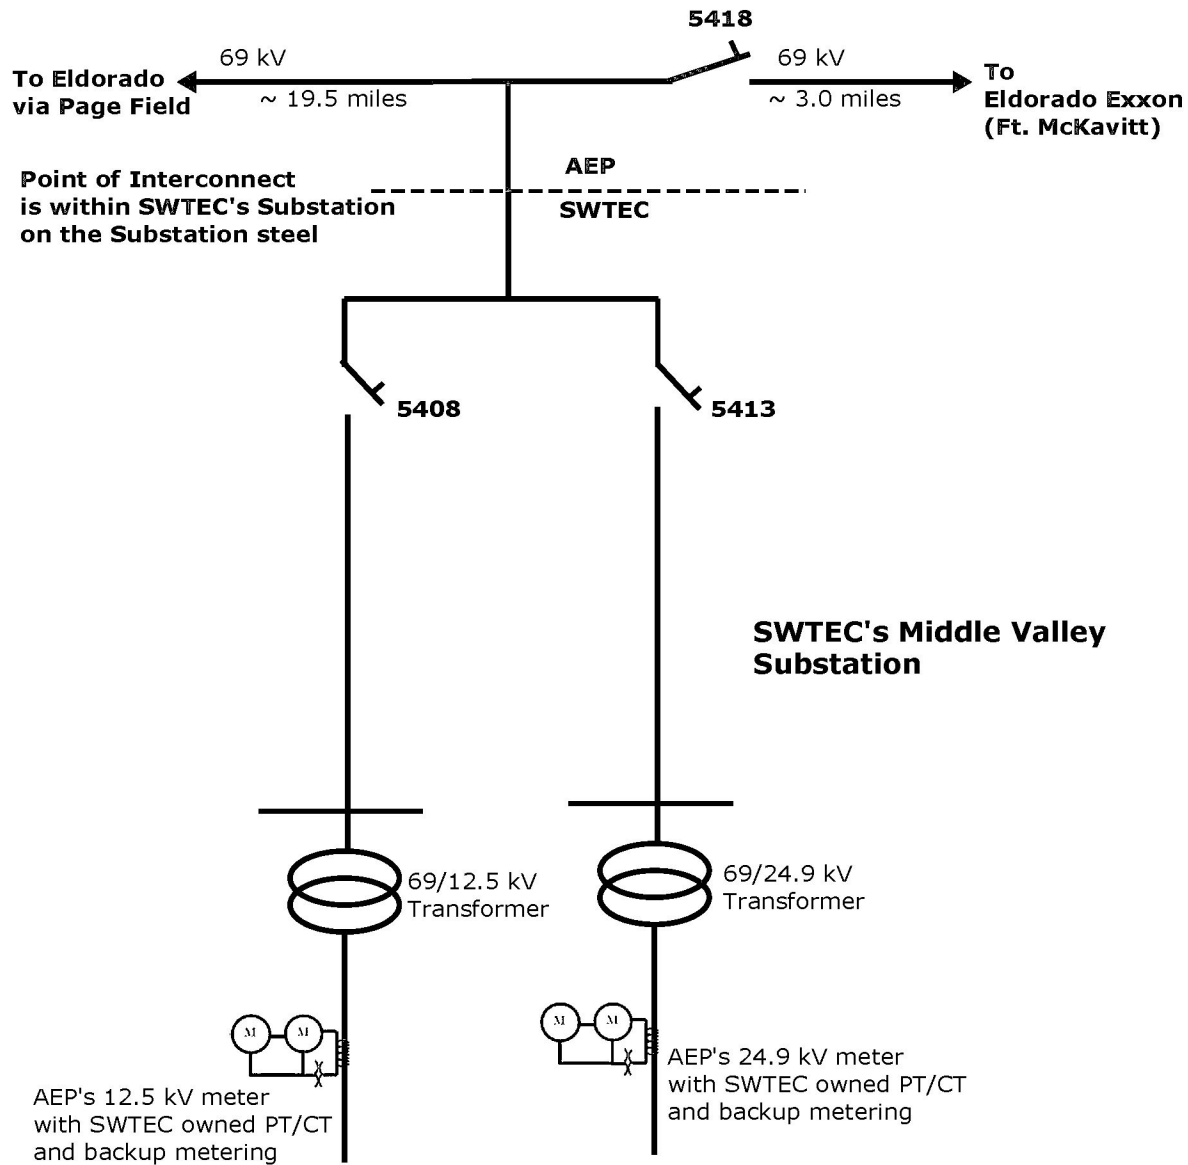 5418
69 kV
69 kV
To Eldorado
via Page Field
~ 19.5 miles
~ 3.0 miles
To
Eldorado Exxon
(Ft. McKavitt)
AEP
Point of Interconnect
is within SWTEC's Substation
on the Substation steel
SWTEC
5408
5413
SWTEC's Middle Valley
Substation
69/12.5 kV
Transformer
69/24.9 kV
Transformer
M
M
M
M
AEP's 12.5 kV meter
with SWTEC owned PT/CT
and backup metering
AEP's 24.9 kV meter
with SWTEC owned PT/CT
and backup metering